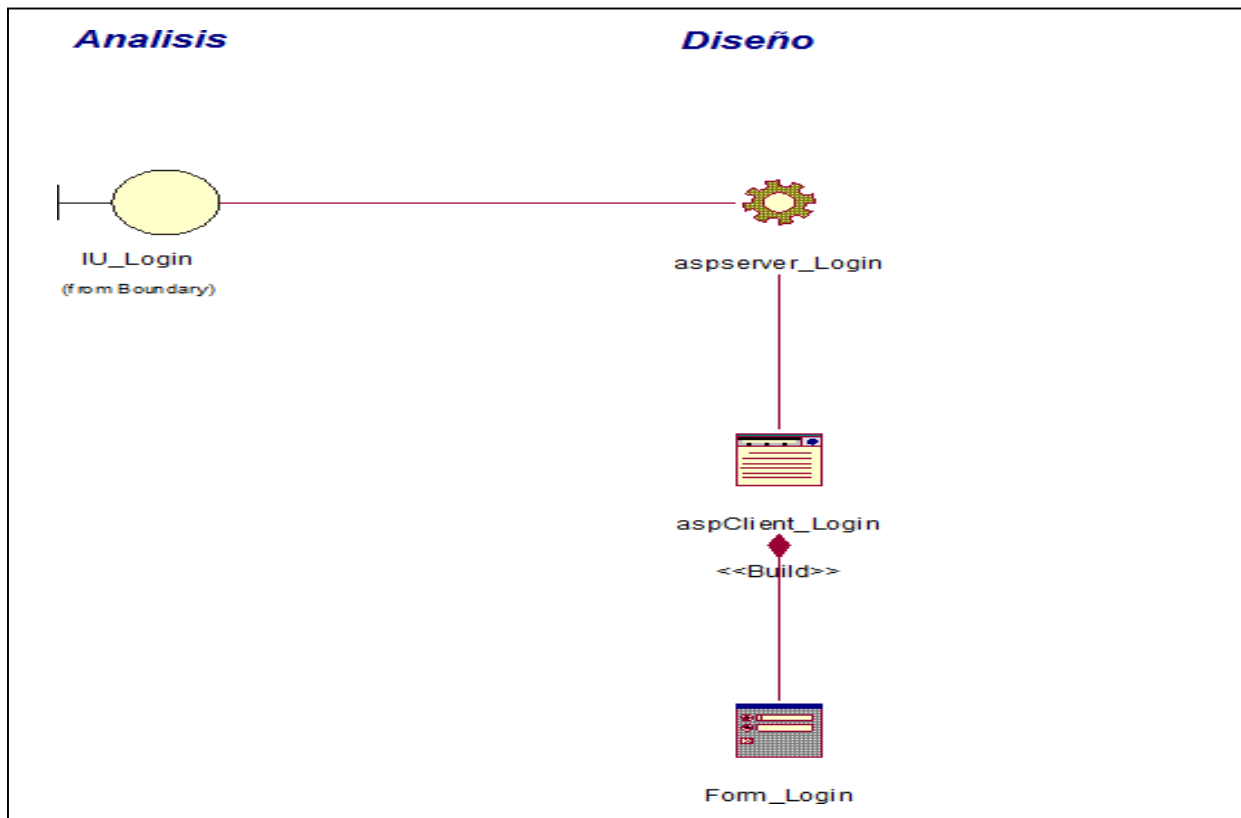 Analisis
Diseño
IU_Login
(from Boundary)
aspserver_Login
aspClient_Login
<<Build>>
Form_Login